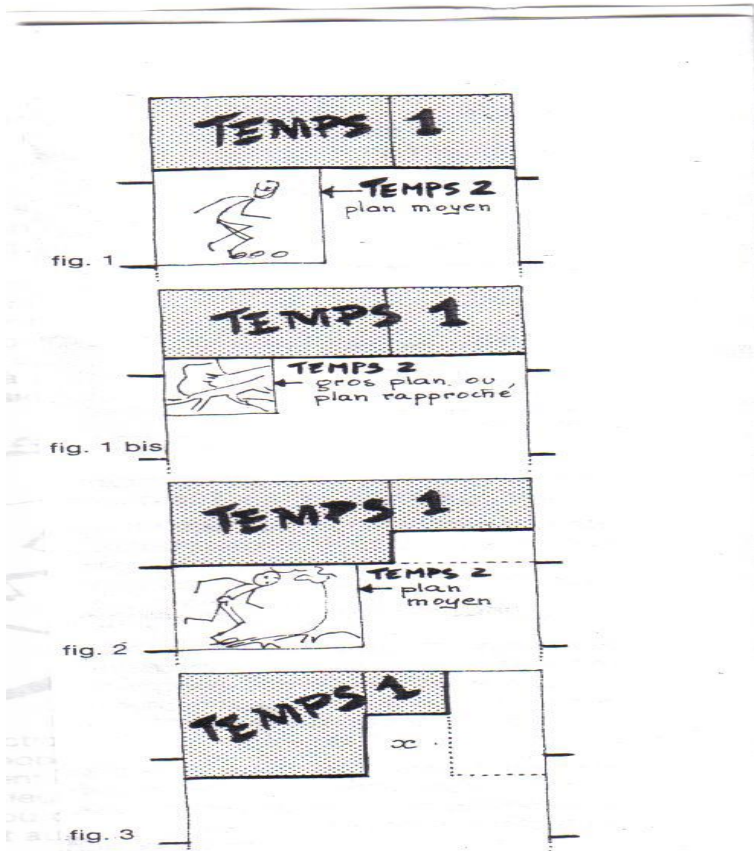 TEMPS 1
TEMPS 2
plan moyen
fig. 1
TEMPS 1
TEMPS 2
gros plan. ou
plan rapproché
fig. 1 bis
TEMPS 1
TEMPS 2
plan
moyen
fig. 2
TEMPS 1
x
fig. 3